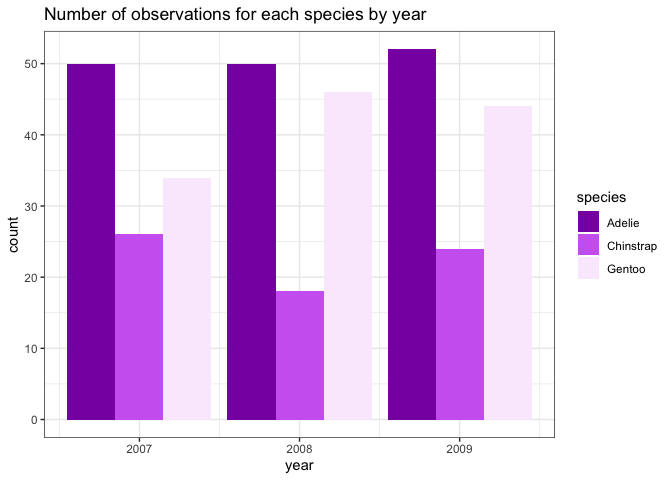 Number of observations for each species by year
count
50
40
30
20
10
0
2007 2008 2009
year
species
Adelie
Chinstrap
Gentoo